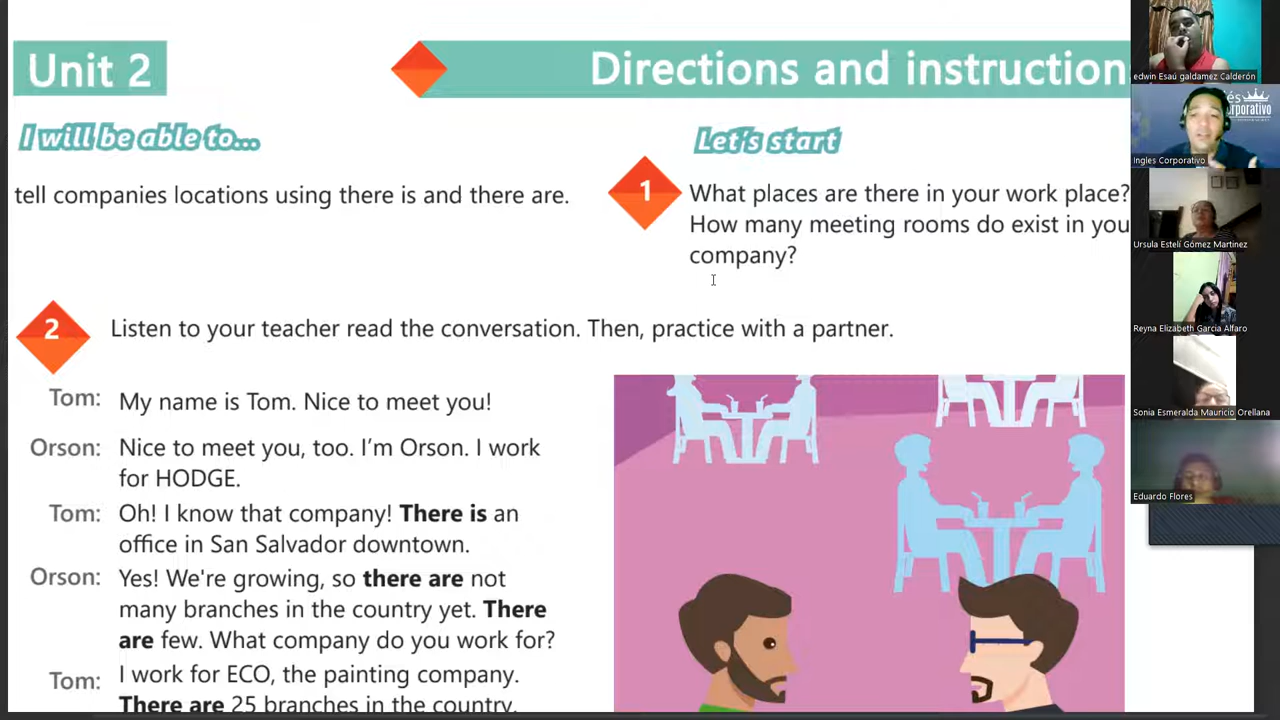 Unit 2
Directions and instruction
I will be able to...
Let's start
tell companies locations using there is and there are.
1
What places are there in your work place?
How many meeting rooms do exist in you
company?
2
Listen to your teacher read the conversation. Then, practice with a partner.
Tom: My name is Tom. Nice to meet you!
Orson: Nice to meet you, too. I'm Orson. I work
for HODGE.
Tom: Oh! I know that company! There is an
office in San Salvador downtown.
Orson: Yes! We're growing, so there are not
many branches in the country yet. There
are few. What company do you work for?
Tom: I work for ECO, the painting company.
There are 25 branches in the country.
edwin Esaú galdamez Calderón
Ingles Corporativo
Ursula Estelí Gómez Martinez
Reyna Elizabeth Garcia Alfaro
Sonia Esmeralda Mauricio Orellana
Eduardo Flores